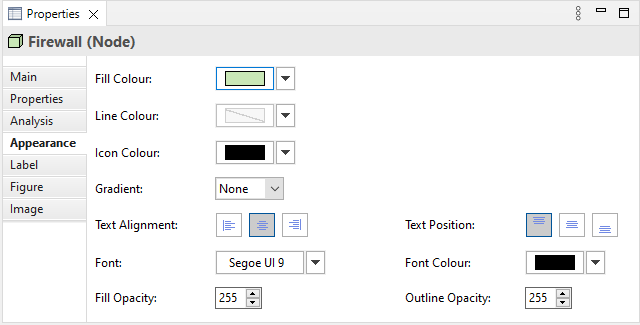 Properties
Firewall (Node)
Main
Properties
Analysis
Appearance
Label
Figure
Image
Fill Colour:
Line Colour:
Icon Colour:
Gradient: None
Text Alignment: Text Position:
Font: Segoe UI 9 Font Colour:
Fill Opacity: 255 Outline Opacity: 255